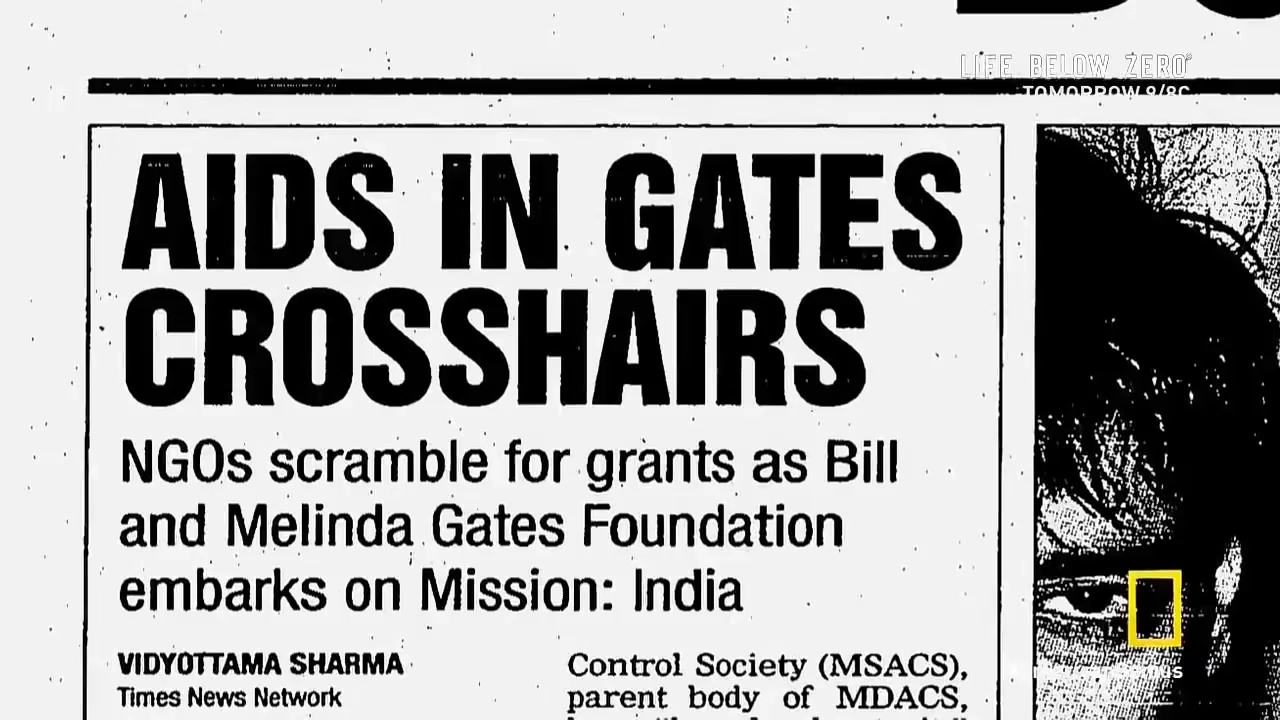 LIFE BELOW ZERO
TOMORROW 9/8C
AIDS IN GATES
CROSSHAIRS
NGOs scramble for grants as Bill
and Melinda Gates Foundation
embarks on Mission: India
VIDYOTTAMA SHARMA
Times News Network
Control Society (MSACS),
parent body of MDACS,